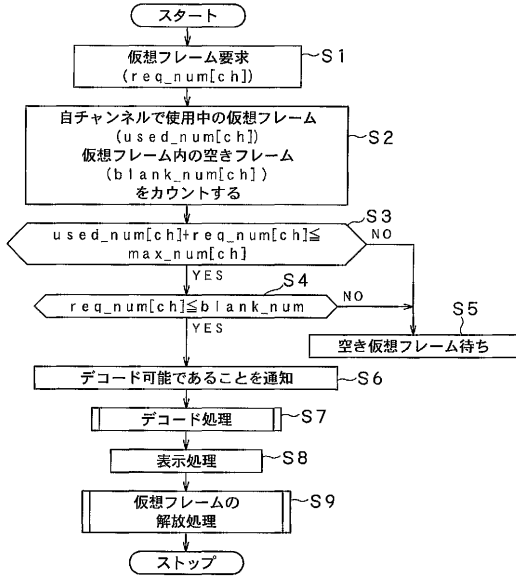 スタート
仮想フレーム要求
(req_num[ch])
S1
自チャンネルで使用中の仮想フレーム
(used_num[ch])
仮想フレーム内の空きフレーム
(blank_num[ch])
をカウントする
S2
S3
used_num[ch]+req_num[ch]≦
max_num[ch]
NO
YES
S4
req_num[ch]≦blank_num
NO
YES
S5
空き仮想フレーム待ち
デコード可能であることを通知
S6
デコード処理
S7
表示処理
S8
仮想フレームの
解放処理
S9
ストップ